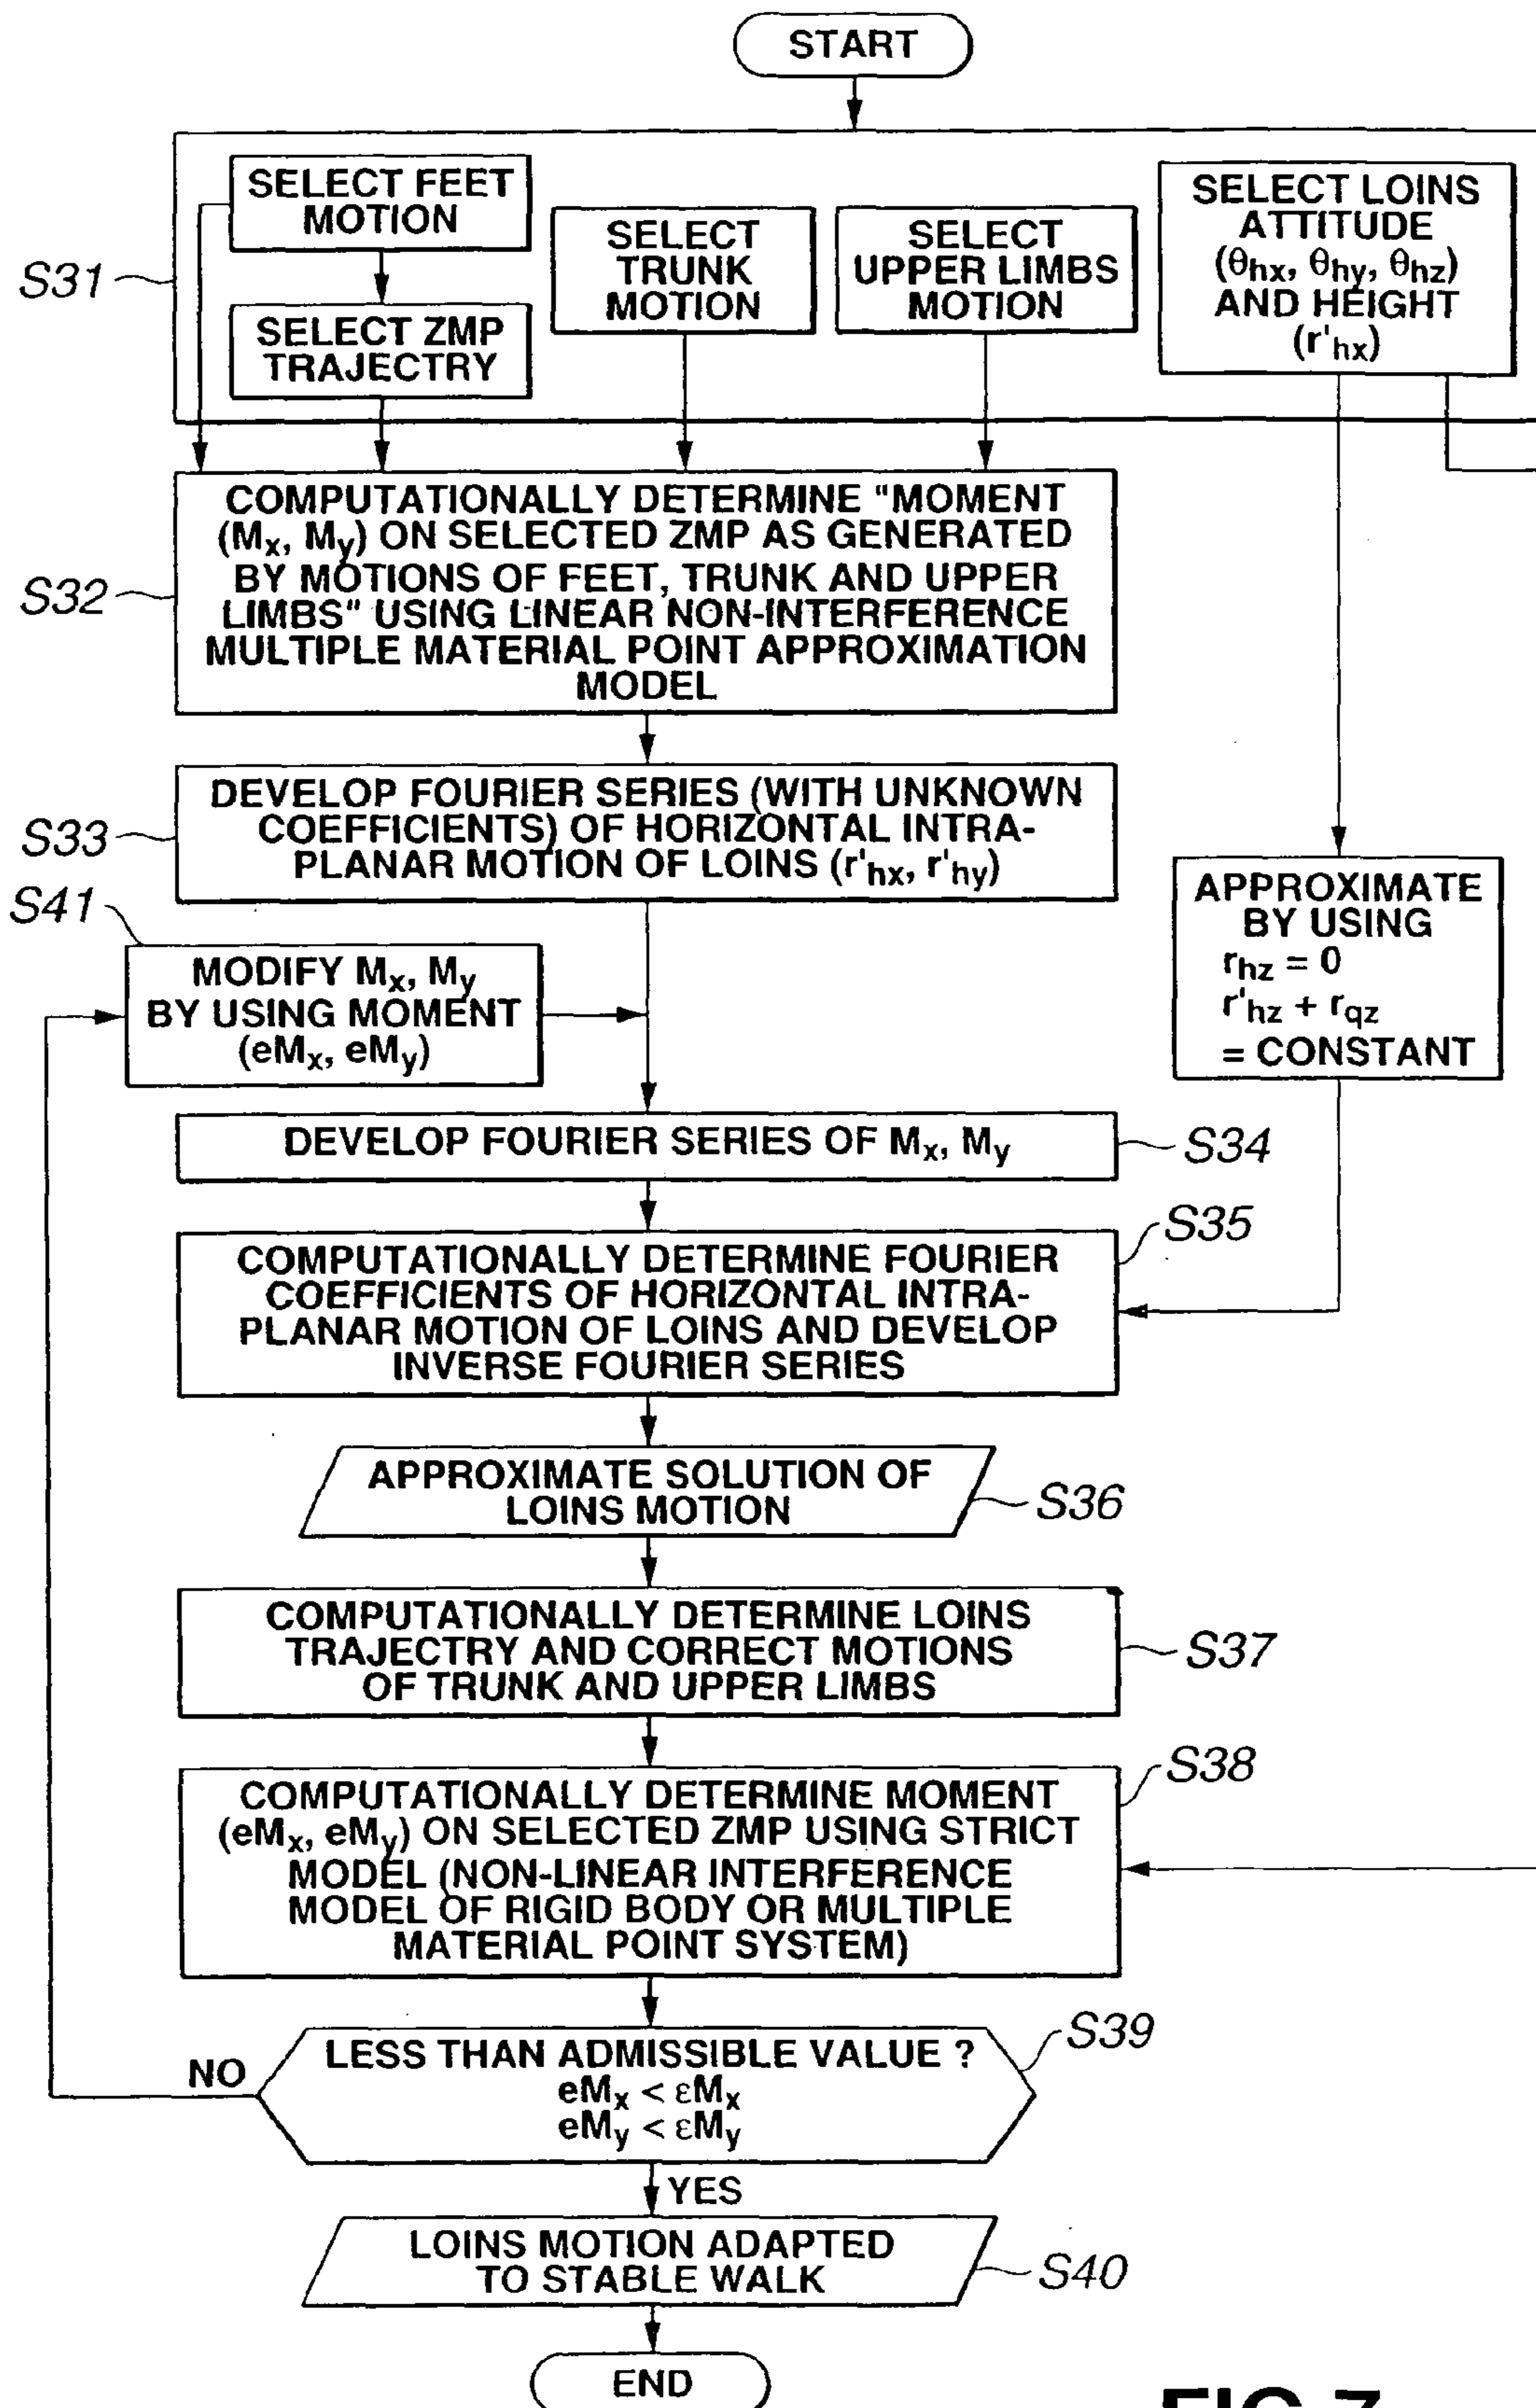 START
S31
SELECT FEET
MOTION
SELECT ZMP
TRAJECTRY
SELECT
TRUNK
MOTION
SELECT
UPPER LIMBS
MOTION
SELECT LOINS
ATTITUDE
(θhx, θhy, θhz)
AND HEIGHT
(r'hx)
S32
COMPUTATIONALLY DETERMINE "MOMENT
(Mx, My) ON SELECTED ZMP AS GENERATED
BY MOTIONS OF FEET, TRUNK AND UPPER
LIMBS" USING LINEAR NON-INTERFERENCE
MULTIPLE MATERIAL POINT APPROXIMATION
MODEL
S33
DEVELOP FOURIER SERIES (WITH UNKNOWN
COEFFICIENTS) OF HORIZONTAL INTRA-
PLANAR MOTION OF LOINS (r'hx, r'hy)
S41
MODIFY Mx, My
BY USING MOMENT
(eMx, eMy)
APPROXIMATE
BY USING
rhz = 0
r'hz + rqz
= CONSTANT
DEVELOP FOURIER SERIES OF Mx, My
S34
S35
COMPUTATIONALLY DETERMINE FOURIER
COEFFICIENTS OF HORIZONTAL INTRA-
PLANAR MOTION OF LOINS AND DEVELOP
INVERSE FOURIER SERIES
APPROXIMATE SOLUTION OF
LOINS MOTION
S36
COMPUTATIONALLY DETERMINE LOINS
TRAJECTRY AND CORRECT MOTIONS
OF TRUNK AND UPPER LIMBS
S37
S38
COMPUTATIONALLY DETERMINE MOMENT
(eMx, eMy) ON SELECTED ZMP USING STRICT
MODEL (NON-LINEAR INTERFERENCE
MODEL OF RIGID BODY OR MULTIPLE
MATERIAL POINT SYSTEM)
S39
NO
LESS THAN ADMISSIBLE VALUE ?
eMx < εMx
eMy < εMy
YES
LOINS MOTION ADAPTED
TO STABLE WALK
S40
END
FIG.7